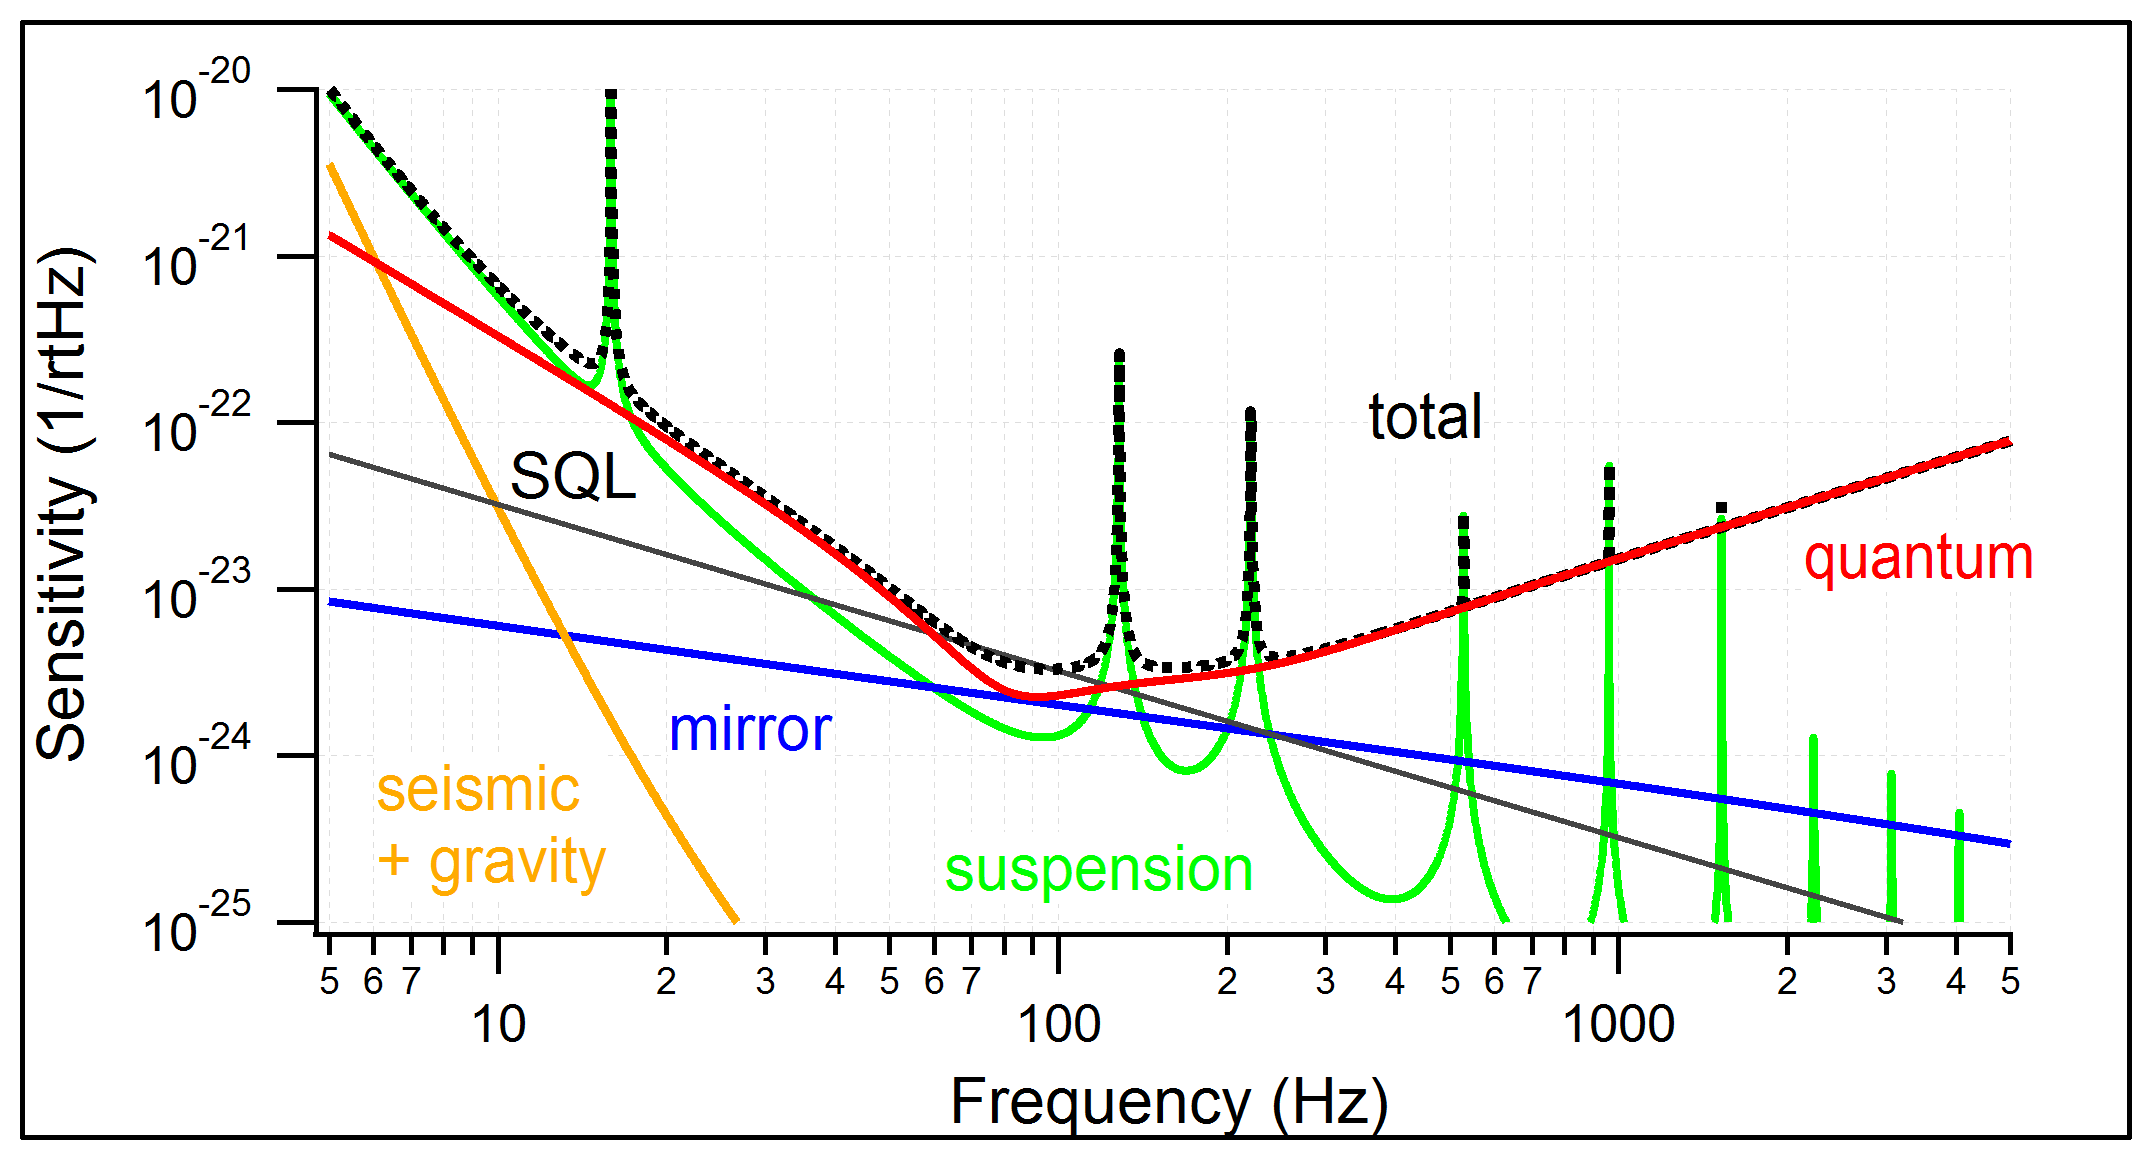 10-20
10-21
10-22
10-23
10-24
10-25
Sensitivity (1/rtHz)
SQL
total
quantum
mirror
seismic
+ gravity
suspension
5 6 7 2 3 4 5 6 7 2 3 4 5 6 7 2 3 4 5
10 100 1000
Frequency (Hz)